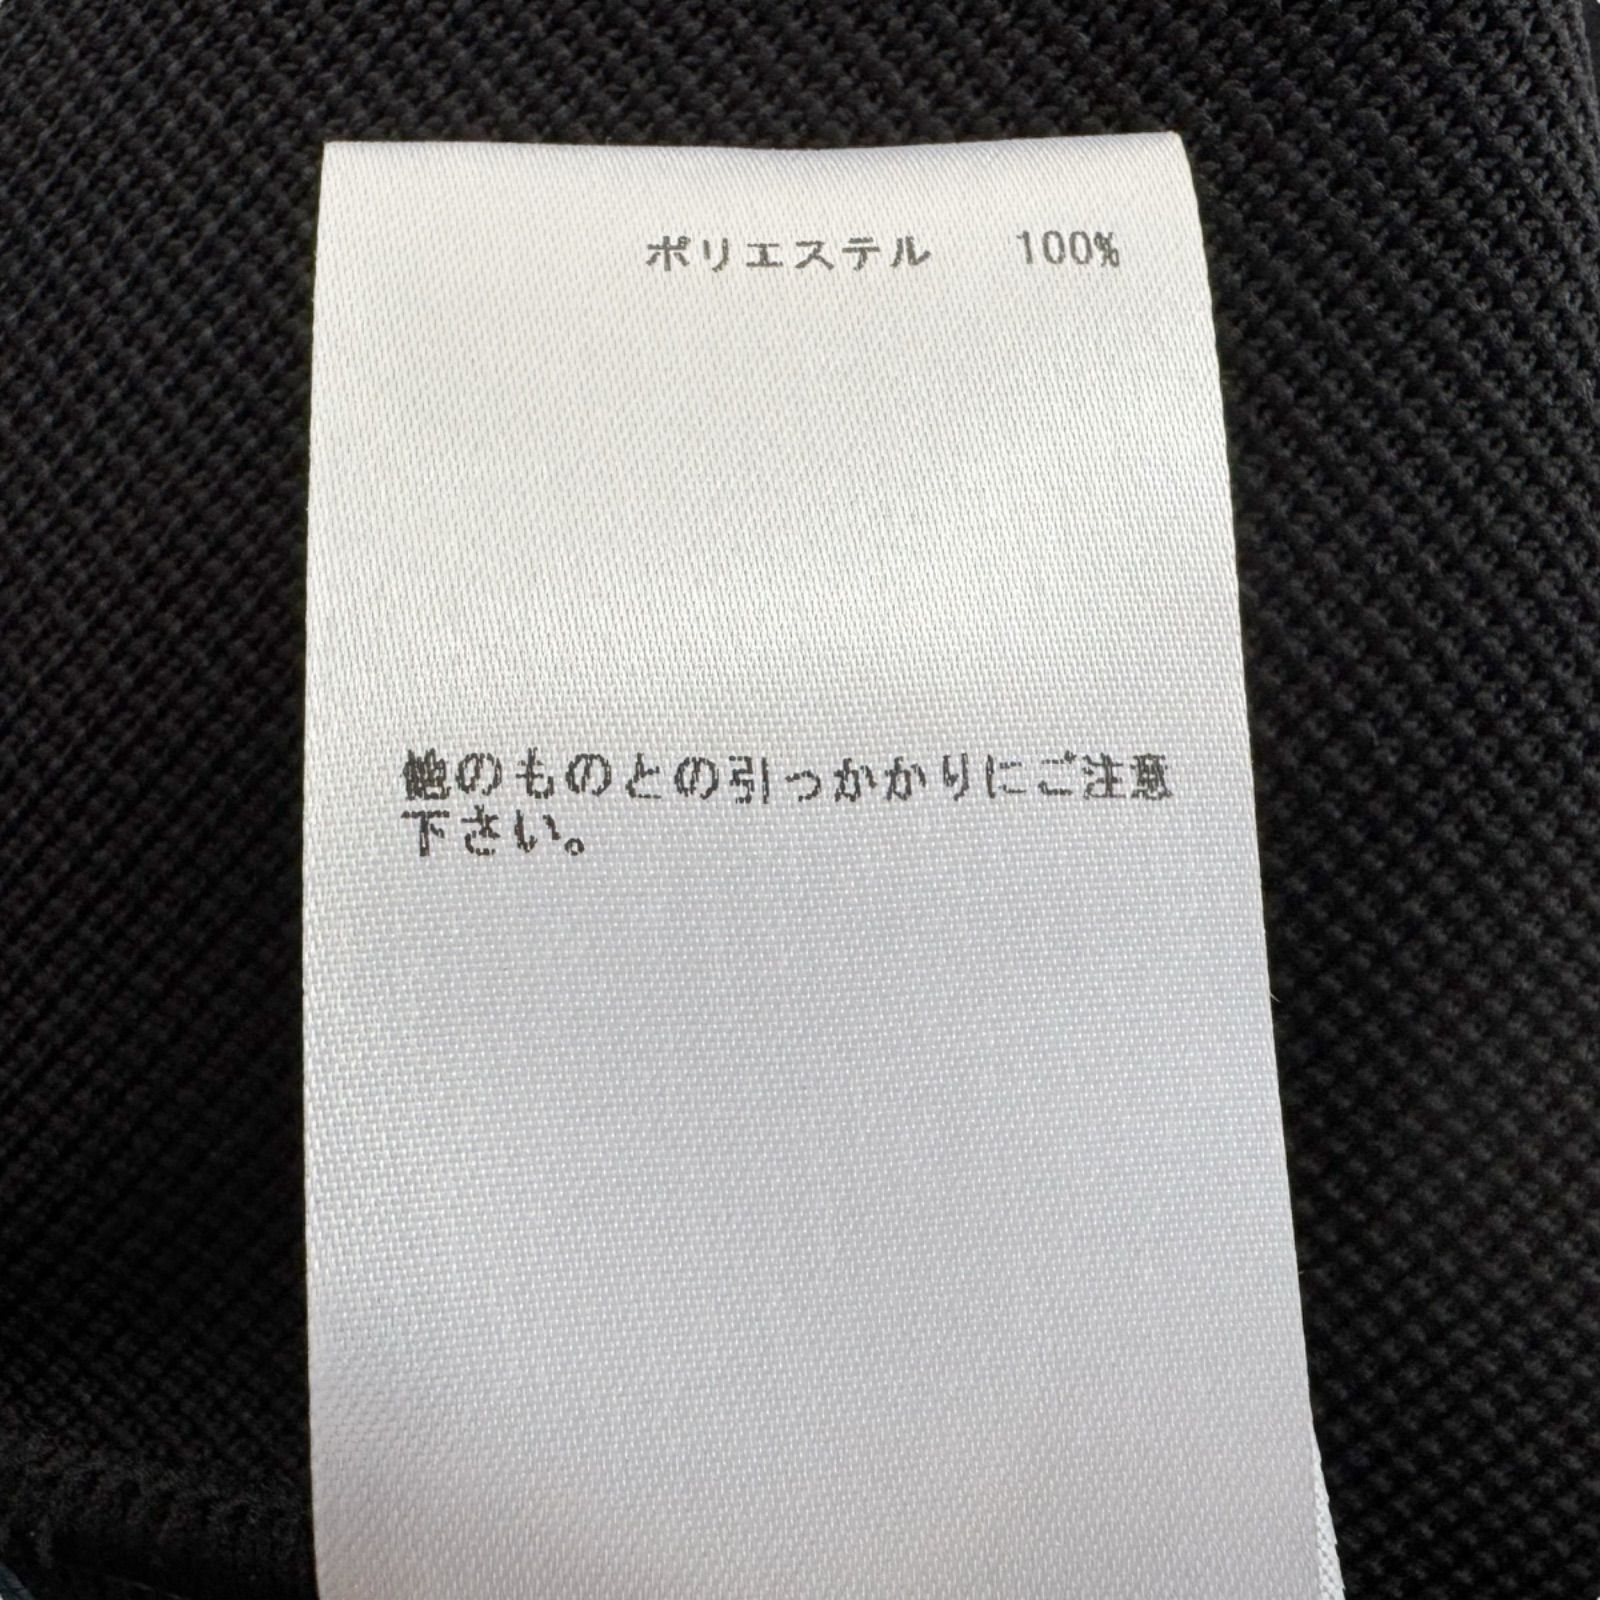 ポリエステル 100%
他のものとの引っかかりにご注意
下さい。